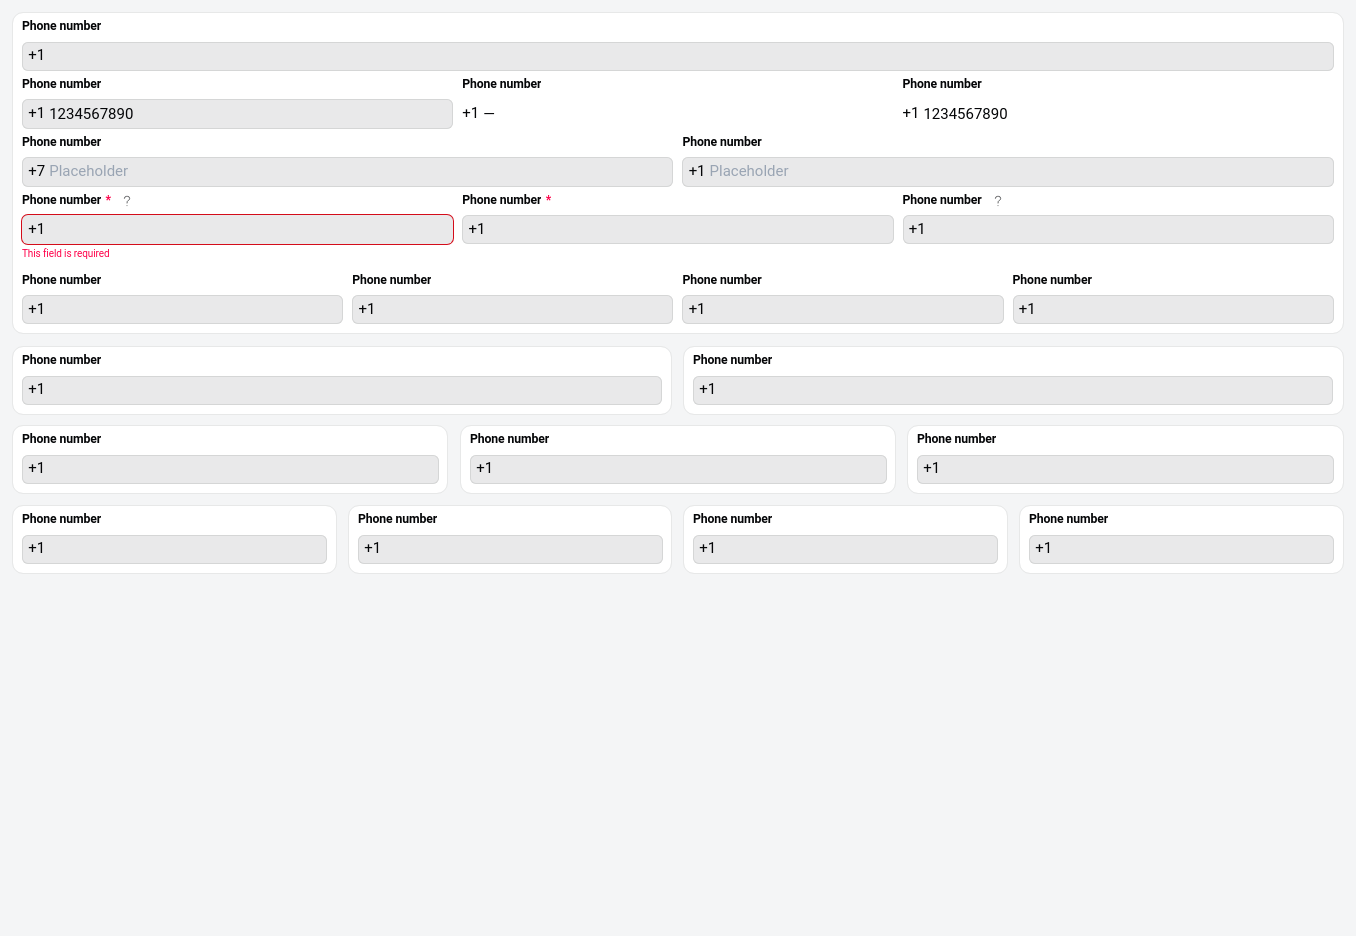 Phone number
+1
Phone number Phone number Phone number
+1 1234567890 +1 — +1 1234567890
Phone number Phone number
+7 Placeholder +1 Placeholder
Phone number * ? Phone number * Phone number ?
+1 +1 +1
This field is required
Phone number Phone number Phone number Phone number
+1 +1 +1 +1
Phone number Phone number
+1 +1
Phone number Phone number Phone number
+1 +1 +1
Phone number Phone number Phone number Phone number
+1 +1 +1 +1